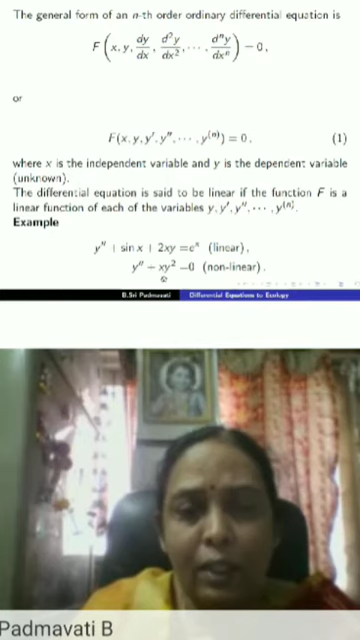 The general form of an n-th order ordinary differential equation is
F(x, y, dy/dx, d²y/dx², ⋯, dⁿy/dxⁿ) = 0,
or
F(x, y, y′, y″, ⋯, y⁽ⁿ⁾) = 0, (1)
where x is the independent variable and y is the dependent variable
(unknown).
The differential equation is said to be linear if the function F is a
linear function of each of the variables y, y′, y″, ⋯, y⁽ⁿ⁾.
Example
y″ + sin x + 2xy = eˣ (linear),
y″ − xy² = 0 (non-linear).
B.Sri Padmavati Differential Equations to Ecology
Padmavati B